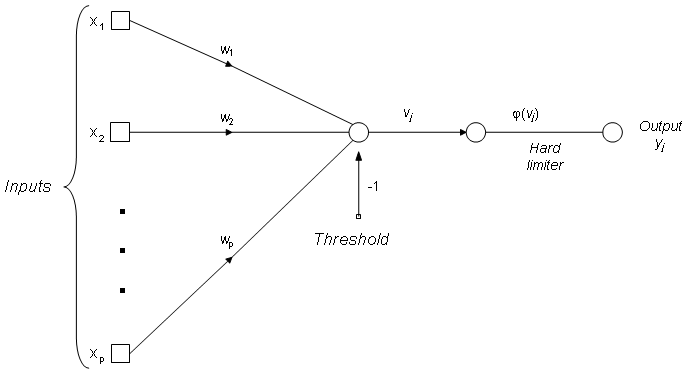 x1
w1
x2
w2
vj
φ(vj)
Output
yj
Hard
limiter
Inputs
-1
Threshold
wp
xp